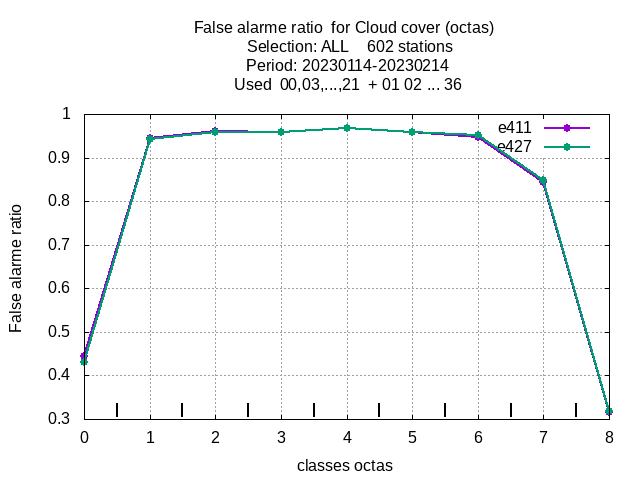 False alarme ratio  for Cloud cover (octas)
Selection: ALL    602 stations
Period: 20230114-20230214
Used  00,03,...,21  + 01 02 ... 36
e411
e427
1
0.9
0.8
0.7
0.6
0.5
0.4
0.3
False alarme ratio
0 1 2 3 4 5 6 7 8
classes octas